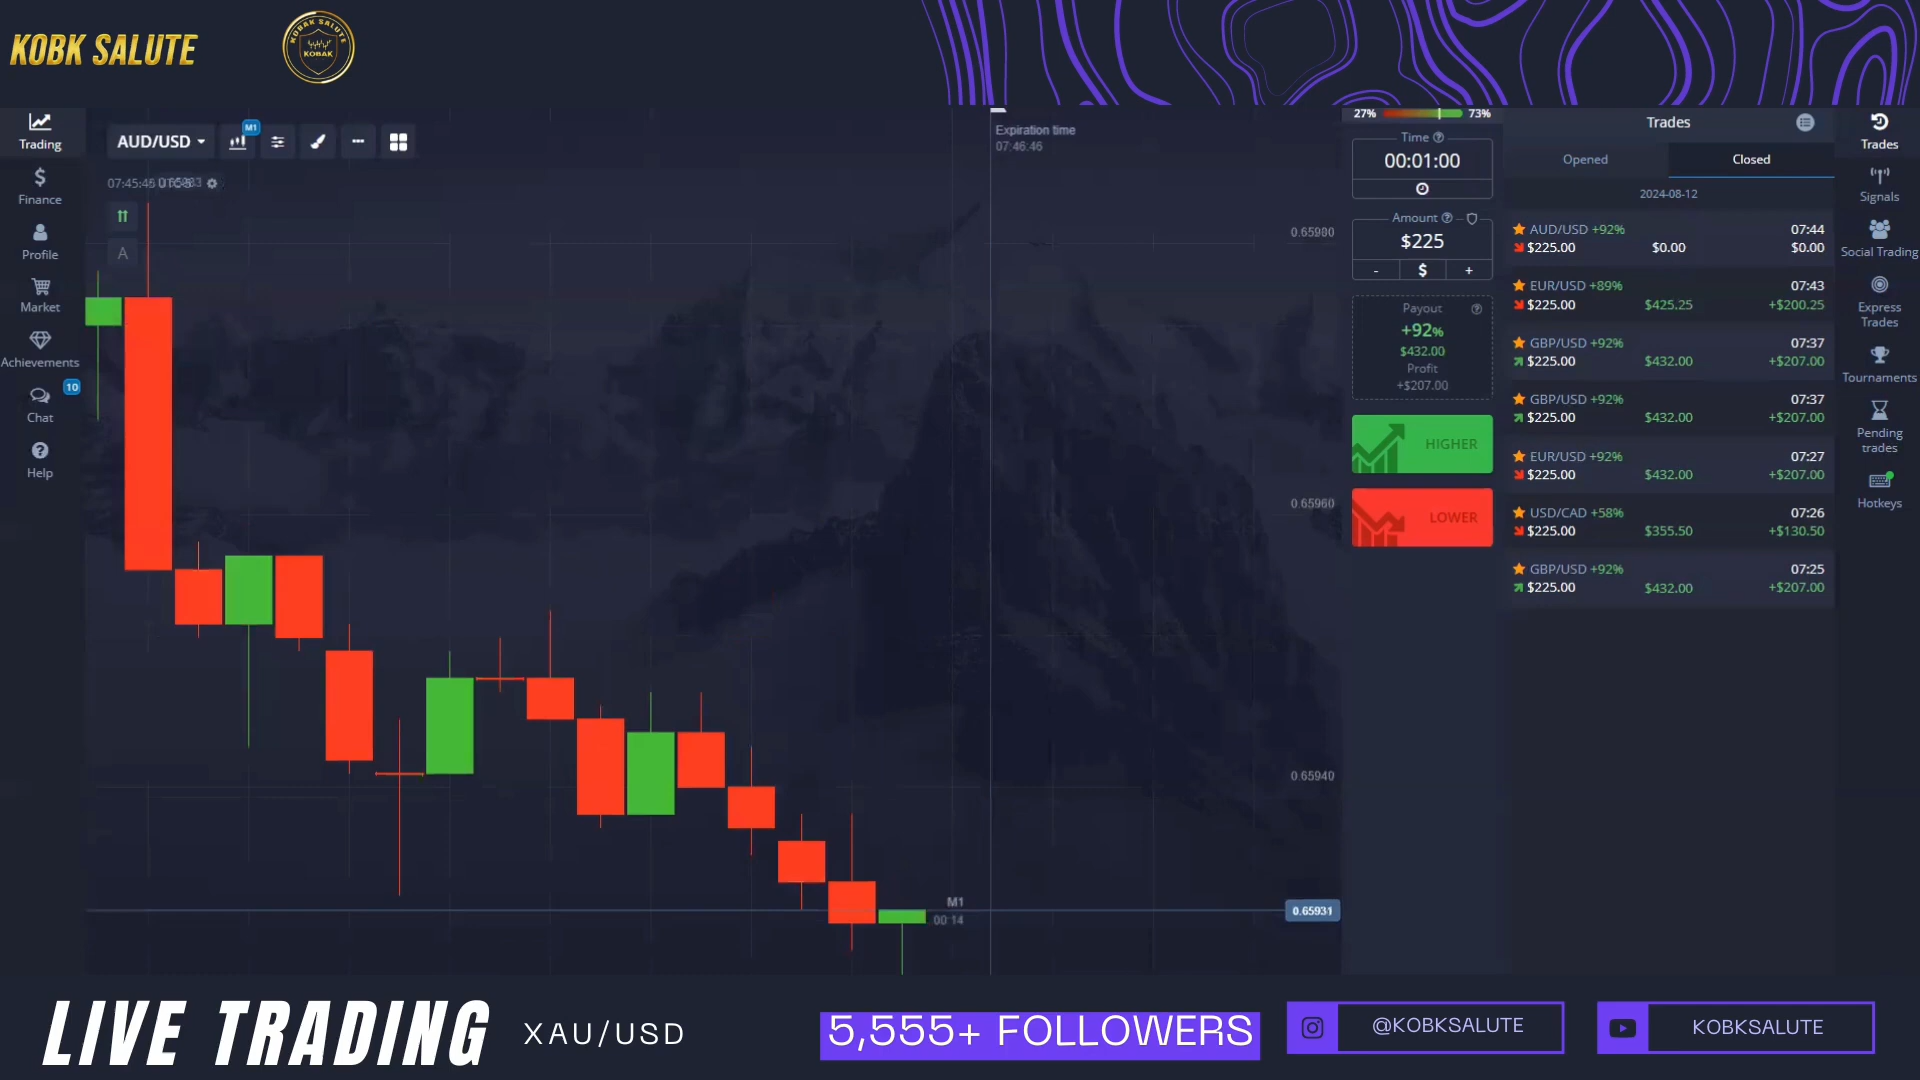 KOBK SALUTE
KOBK SALUTE
KOBAK
Trading
Finance
Profile
Market
Achievements
10
Chat
Help
AUD/USD
M1
A
Expiration time
07:46:46
0.65980
0.65960
0.65940
0.65931
M1
00:14
27% 73%
Time
00:01:00
Amount
$225
- $ +
Payout
+92%
$432.00
Profit
+$207.00
HIGHER
LOWER
Trades
Opened Closed
2024-08-12
AUD/USD +92% 07:44
$225.00 $0.00 $0.00
EUR/USD +89% 07:43
$225.00 $425.25 +$200.25
GBP/USD +92% 07:37
$225.00 $432.00 +$207.00
GBP/USD +92% 07:37
$225.00 $432.00 +$207.00
EUR/USD +92% 07:27
$225.00 $432.00 +$207.00
USD/CAD +58% 07:26
$225.00 $355.50 +$130.50
GBP/USD +92% 07:25
$225.00 $432.00 +$207.00
Trades
Signals
Social Trading
Express
Trades
Tournaments
Pending
trades
Hotkeys
LIVE TRADING
XAU/USD
5,555+ FOLLOWERS
@KOBKSALUTE
KOBKSALUTE